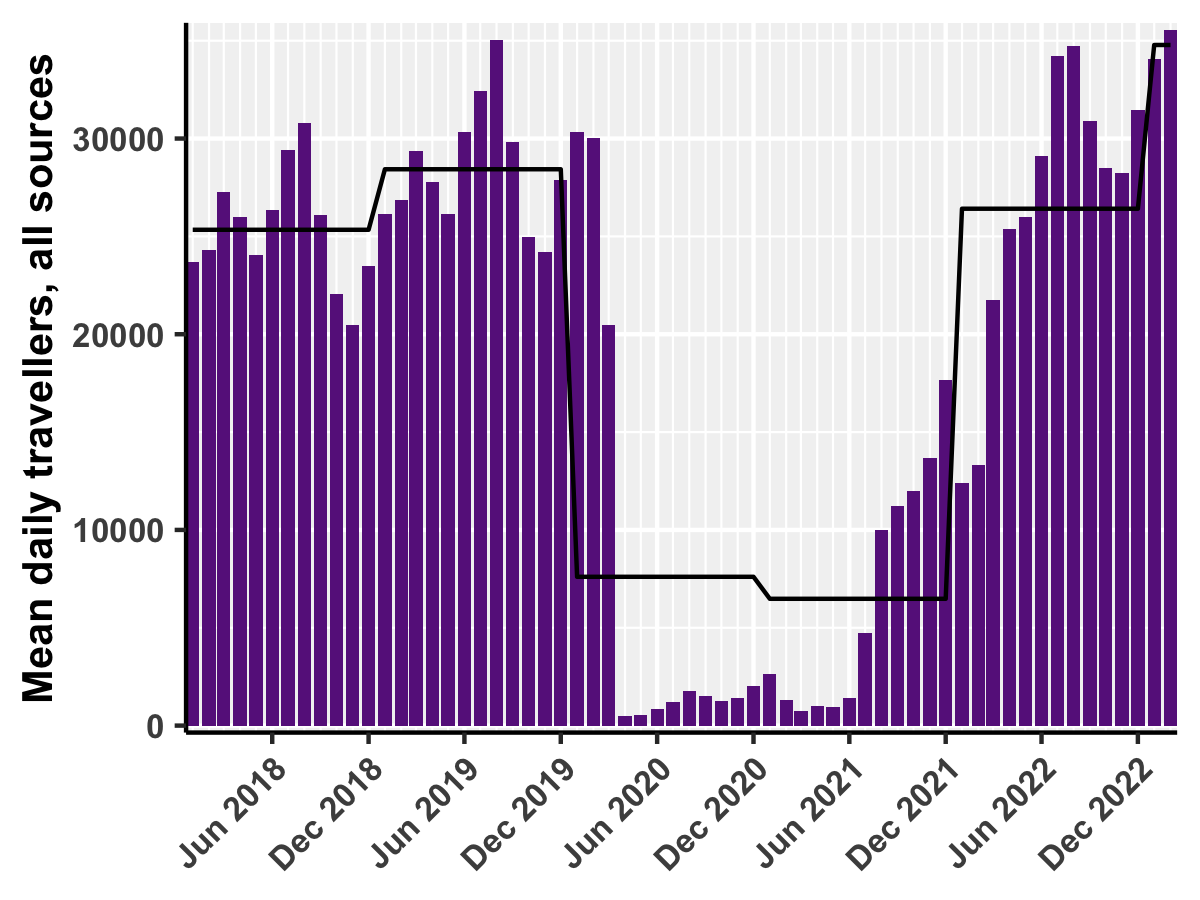 Mean daily travellers, all sources
30000
20000
10000
0
Jun 2018
Dec 2018
Jun 2019
Dec 2019
Jun 2020
Dec 2020
Jun 2021
Dec 2021
Jun 2022
Dec 2022